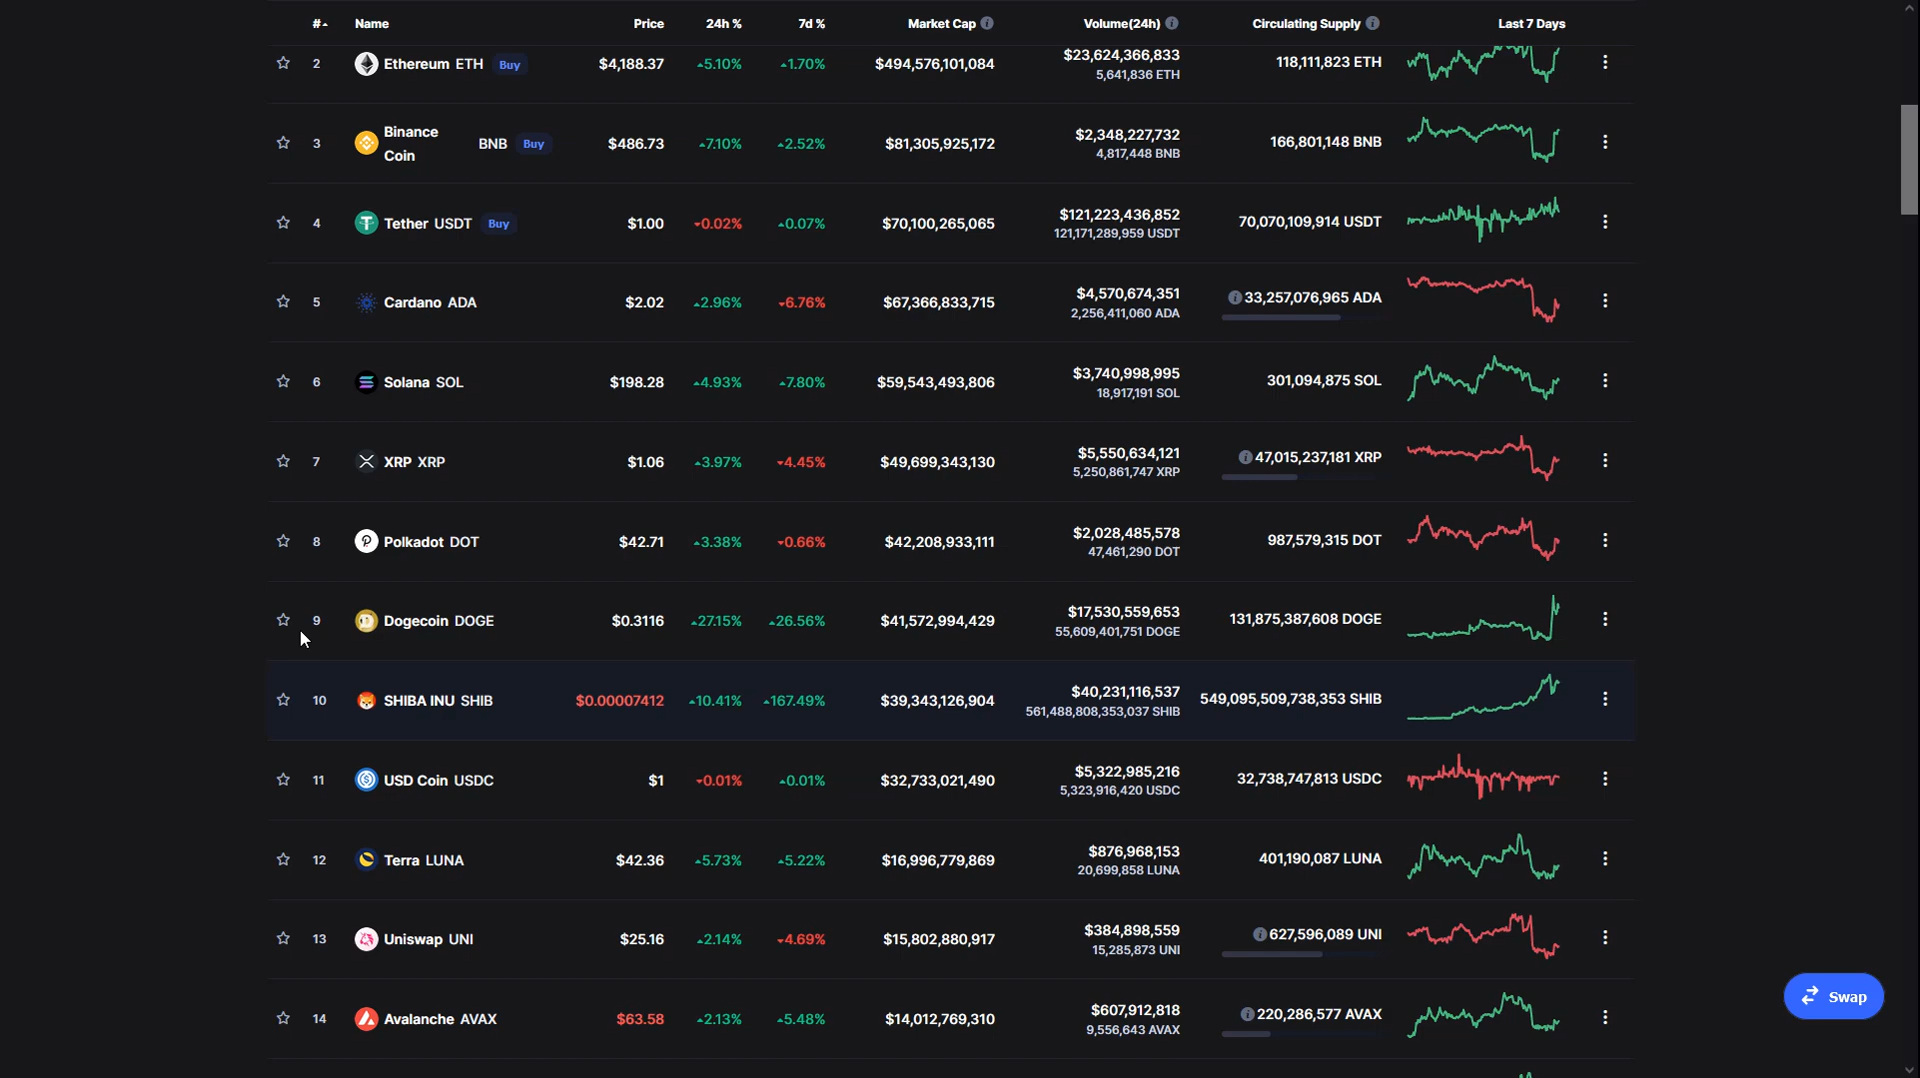 # Name Price 24h % 7d % Market Cap Volume(24h) Circulating Supply Last 7 Days
2 Ethereum ETH Buy $4,188.37 5.10% 1.70% $494,576,101,084 $23,624,366,833 118,111,823 ETH
5,641,836 ETH
3 Binance Coin BNB Buy $486.73 7.10% 2.52% $81,305,925,172 $2,348,227,732 166,801,148 BNB
4,817,448 BNB
4 Tether USDT Buy $1.00 0.02% 0.07% $70,100,265,065 $121,223,436,852 70,070,109,914 USDT
121,171,289,959 USDT
5 Cardano ADA $2.02 2.96% 6.76% $67,366,833,715 $4,570,674,351 33,257,076,965 ADA
2,256,411,060 ADA
6 Solana SOL $198.28 4.93% 7.80% $59,543,493,806 $3,740,998,995 301,094,875 SOL
18,917,191 SOL
7 XRP XRP $1.06 3.97% 4.45% $49,699,343,130 $5,550,634,121 47,015,237,181 XRP
5,250,861,747 XRP
8 Polkadot DOT $42.71 3.38% 0.66% $42,208,933,111 $2,028,485,578 987,579,315 DOT
47,461,290 DOT
9 Dogecoin DOGE $0.3116 27.15% 26.56% $41,572,994,429 $17,530,559,653 131,875,387,608 DOGE
55,609,401,751 DOGE
10 SHIBA INU SHIB $0.00007412 10.41% 167.49% $39,343,126,904 $40,231,116,537 549,095,509,738,353 SHIB
561,488,808,353,037 SHIB
11 USD Coin USDC $1 0.01% 0.01% $32,733,021,490 $5,322,985,216 32,738,747,813 USDC
5,323,916,420 USDC
12 Terra LUNA $42.36 5.73% 5.22% $16,996,779,869 $876,968,153 401,190,087 LUNA
20,699,858 LUNA
13 Uniswap UNI $25.16 2.14% 4.69% $15,802,880,917 $384,898,559 627,596,089 UNI
15,285,873 UNI
14 Avalanche AVAX $63.58 2.13% 5.48% $14,012,769,310 $607,912,818 220,286,577 AVAX
9,556,643 AVAX
Swap